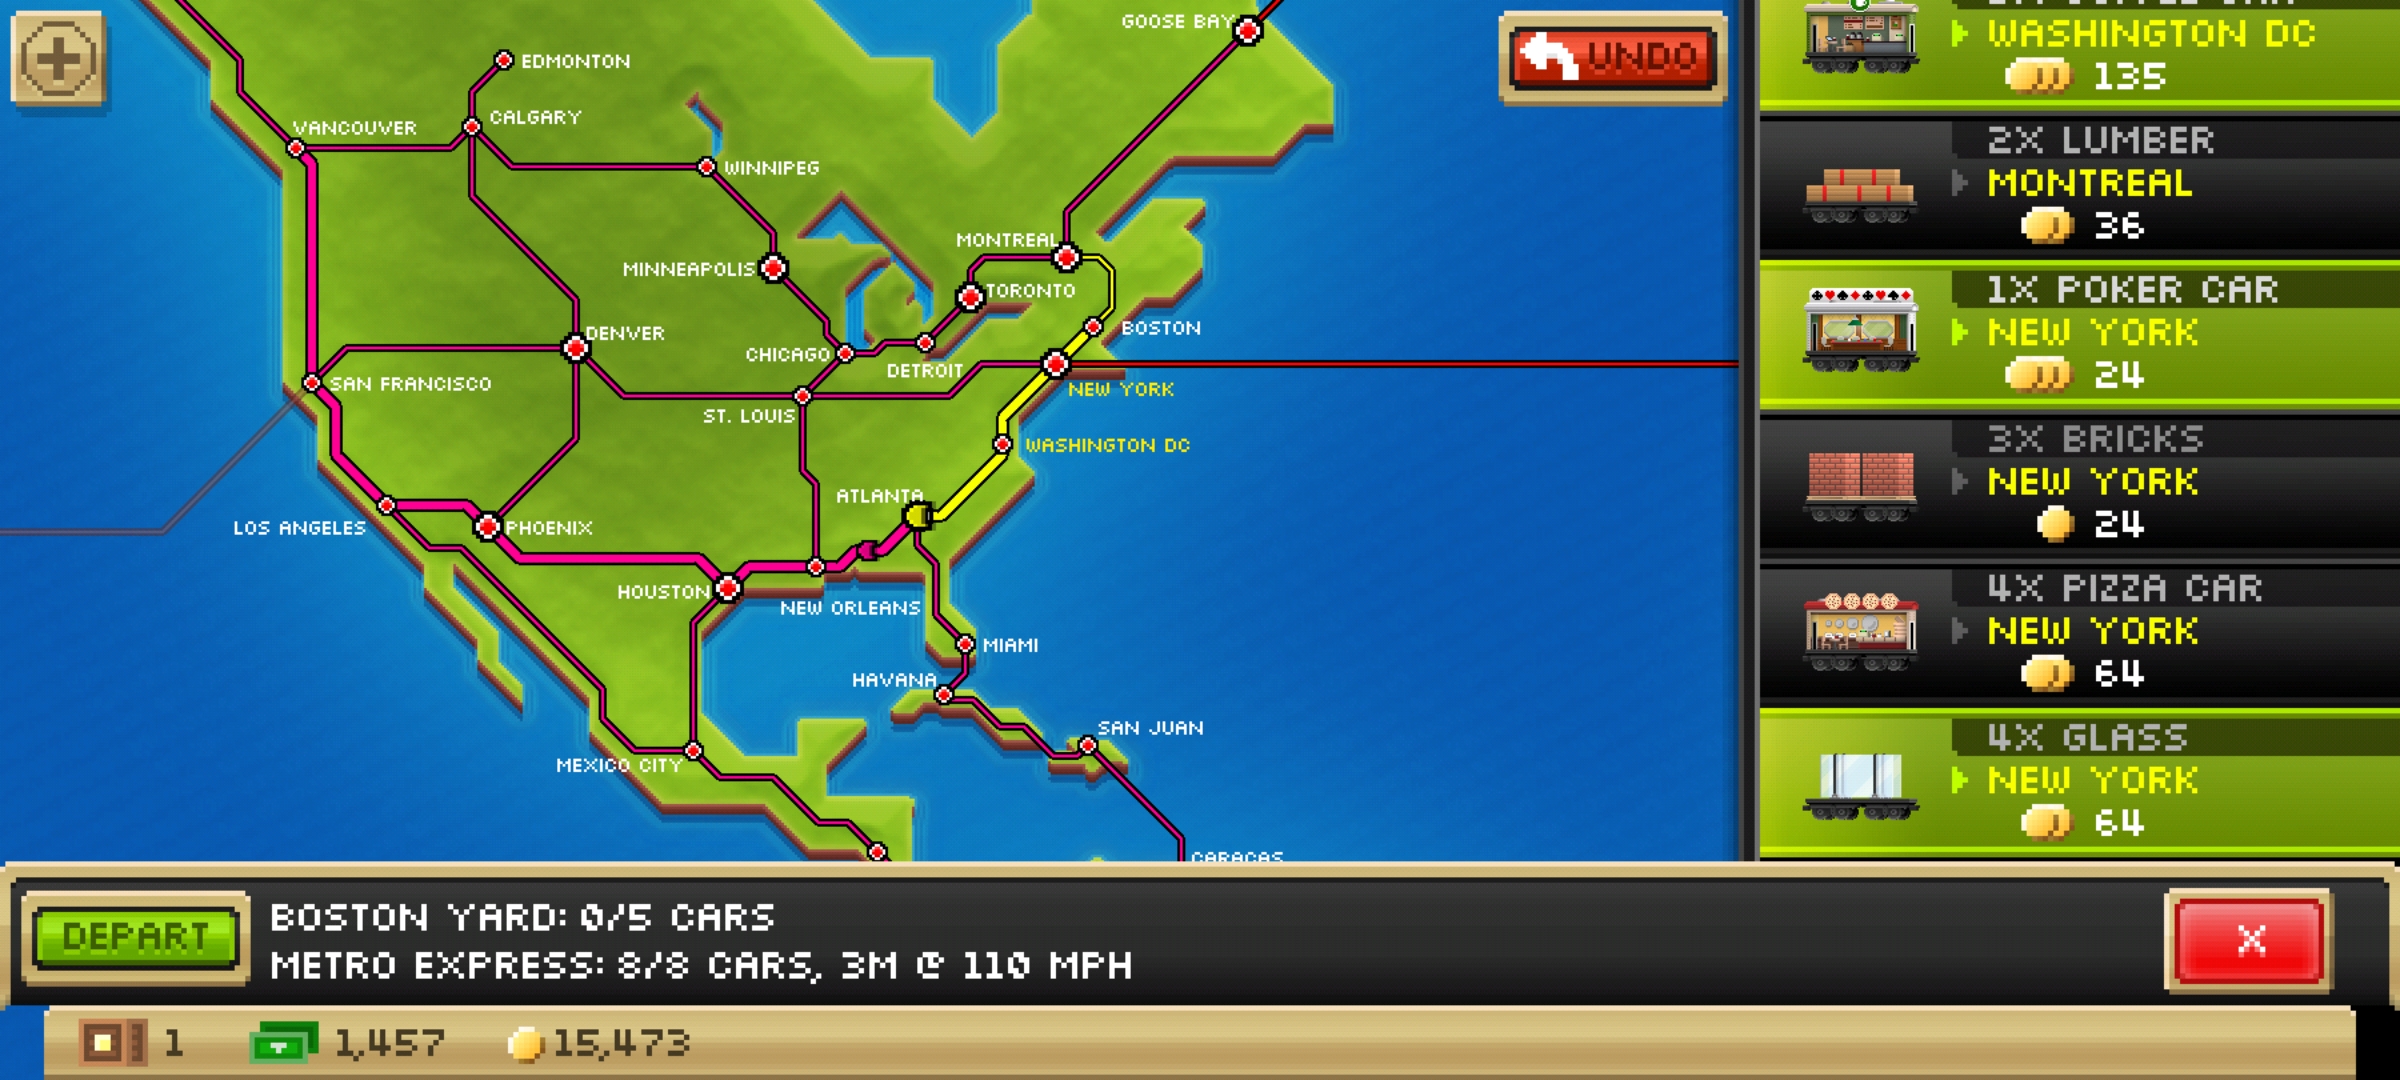 GOOSE BAY
UNDO
EDMONTON
CALGARY
VANCOUVER
WINNIPEG
MONTREAL
MINNEAPOLIS
TORONTO
DENVER
BOSTON
CHICAGO
DETROIT
SAN FRANCISCO
NEW YORK
ST. LOUIS
WASHINGTON DC
ATLANTA
LOS ANGELES
PHOENIX
HOUSTON
NEW ORLEANS
MIAMI
HAVANA
SAN JUAN
MEXICO CITY
CARACAS
WASHINGTON DC
135
2X LUMBER
MONTREAL
36
1X POKER CAR
NEW YORK
24
3X BRICKS
NEW YORK
24
4X PIZZA CAR
NEW YORK
64
4X GLASS
NEW YORK
64
DEPART
BOSTON YARD: 0/5 CARS
METRO EXPRESS: 8/8 CARS, 3M @ 110 MPH
X
1
1,457
15,473